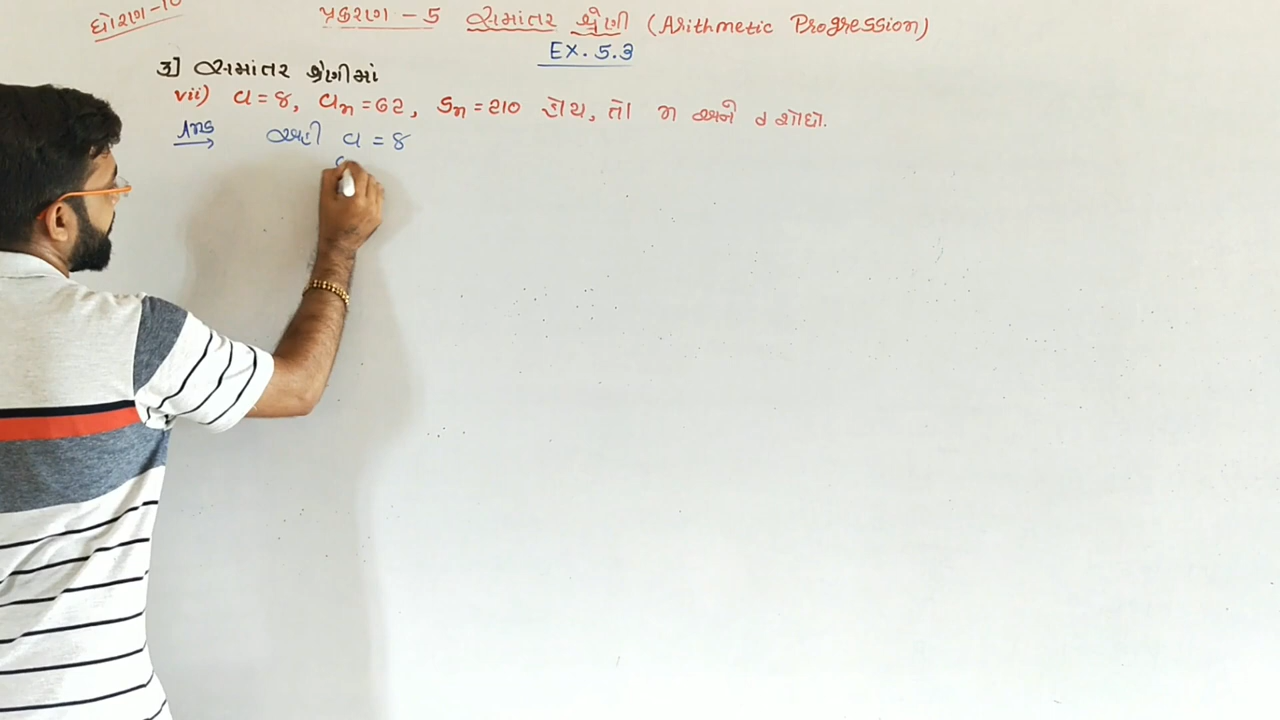 ધોરણ-10
પ્રકરણ - 5 સમાંતર શ્રેણી (Arithmetic Progression)
EX. 5.3
3] સમાંતર શ્રેણીમાં
vii) a = 8, an = 62, Sn = 210 હોય, તો n અને d શોધો.
Ans અહીં a = 8